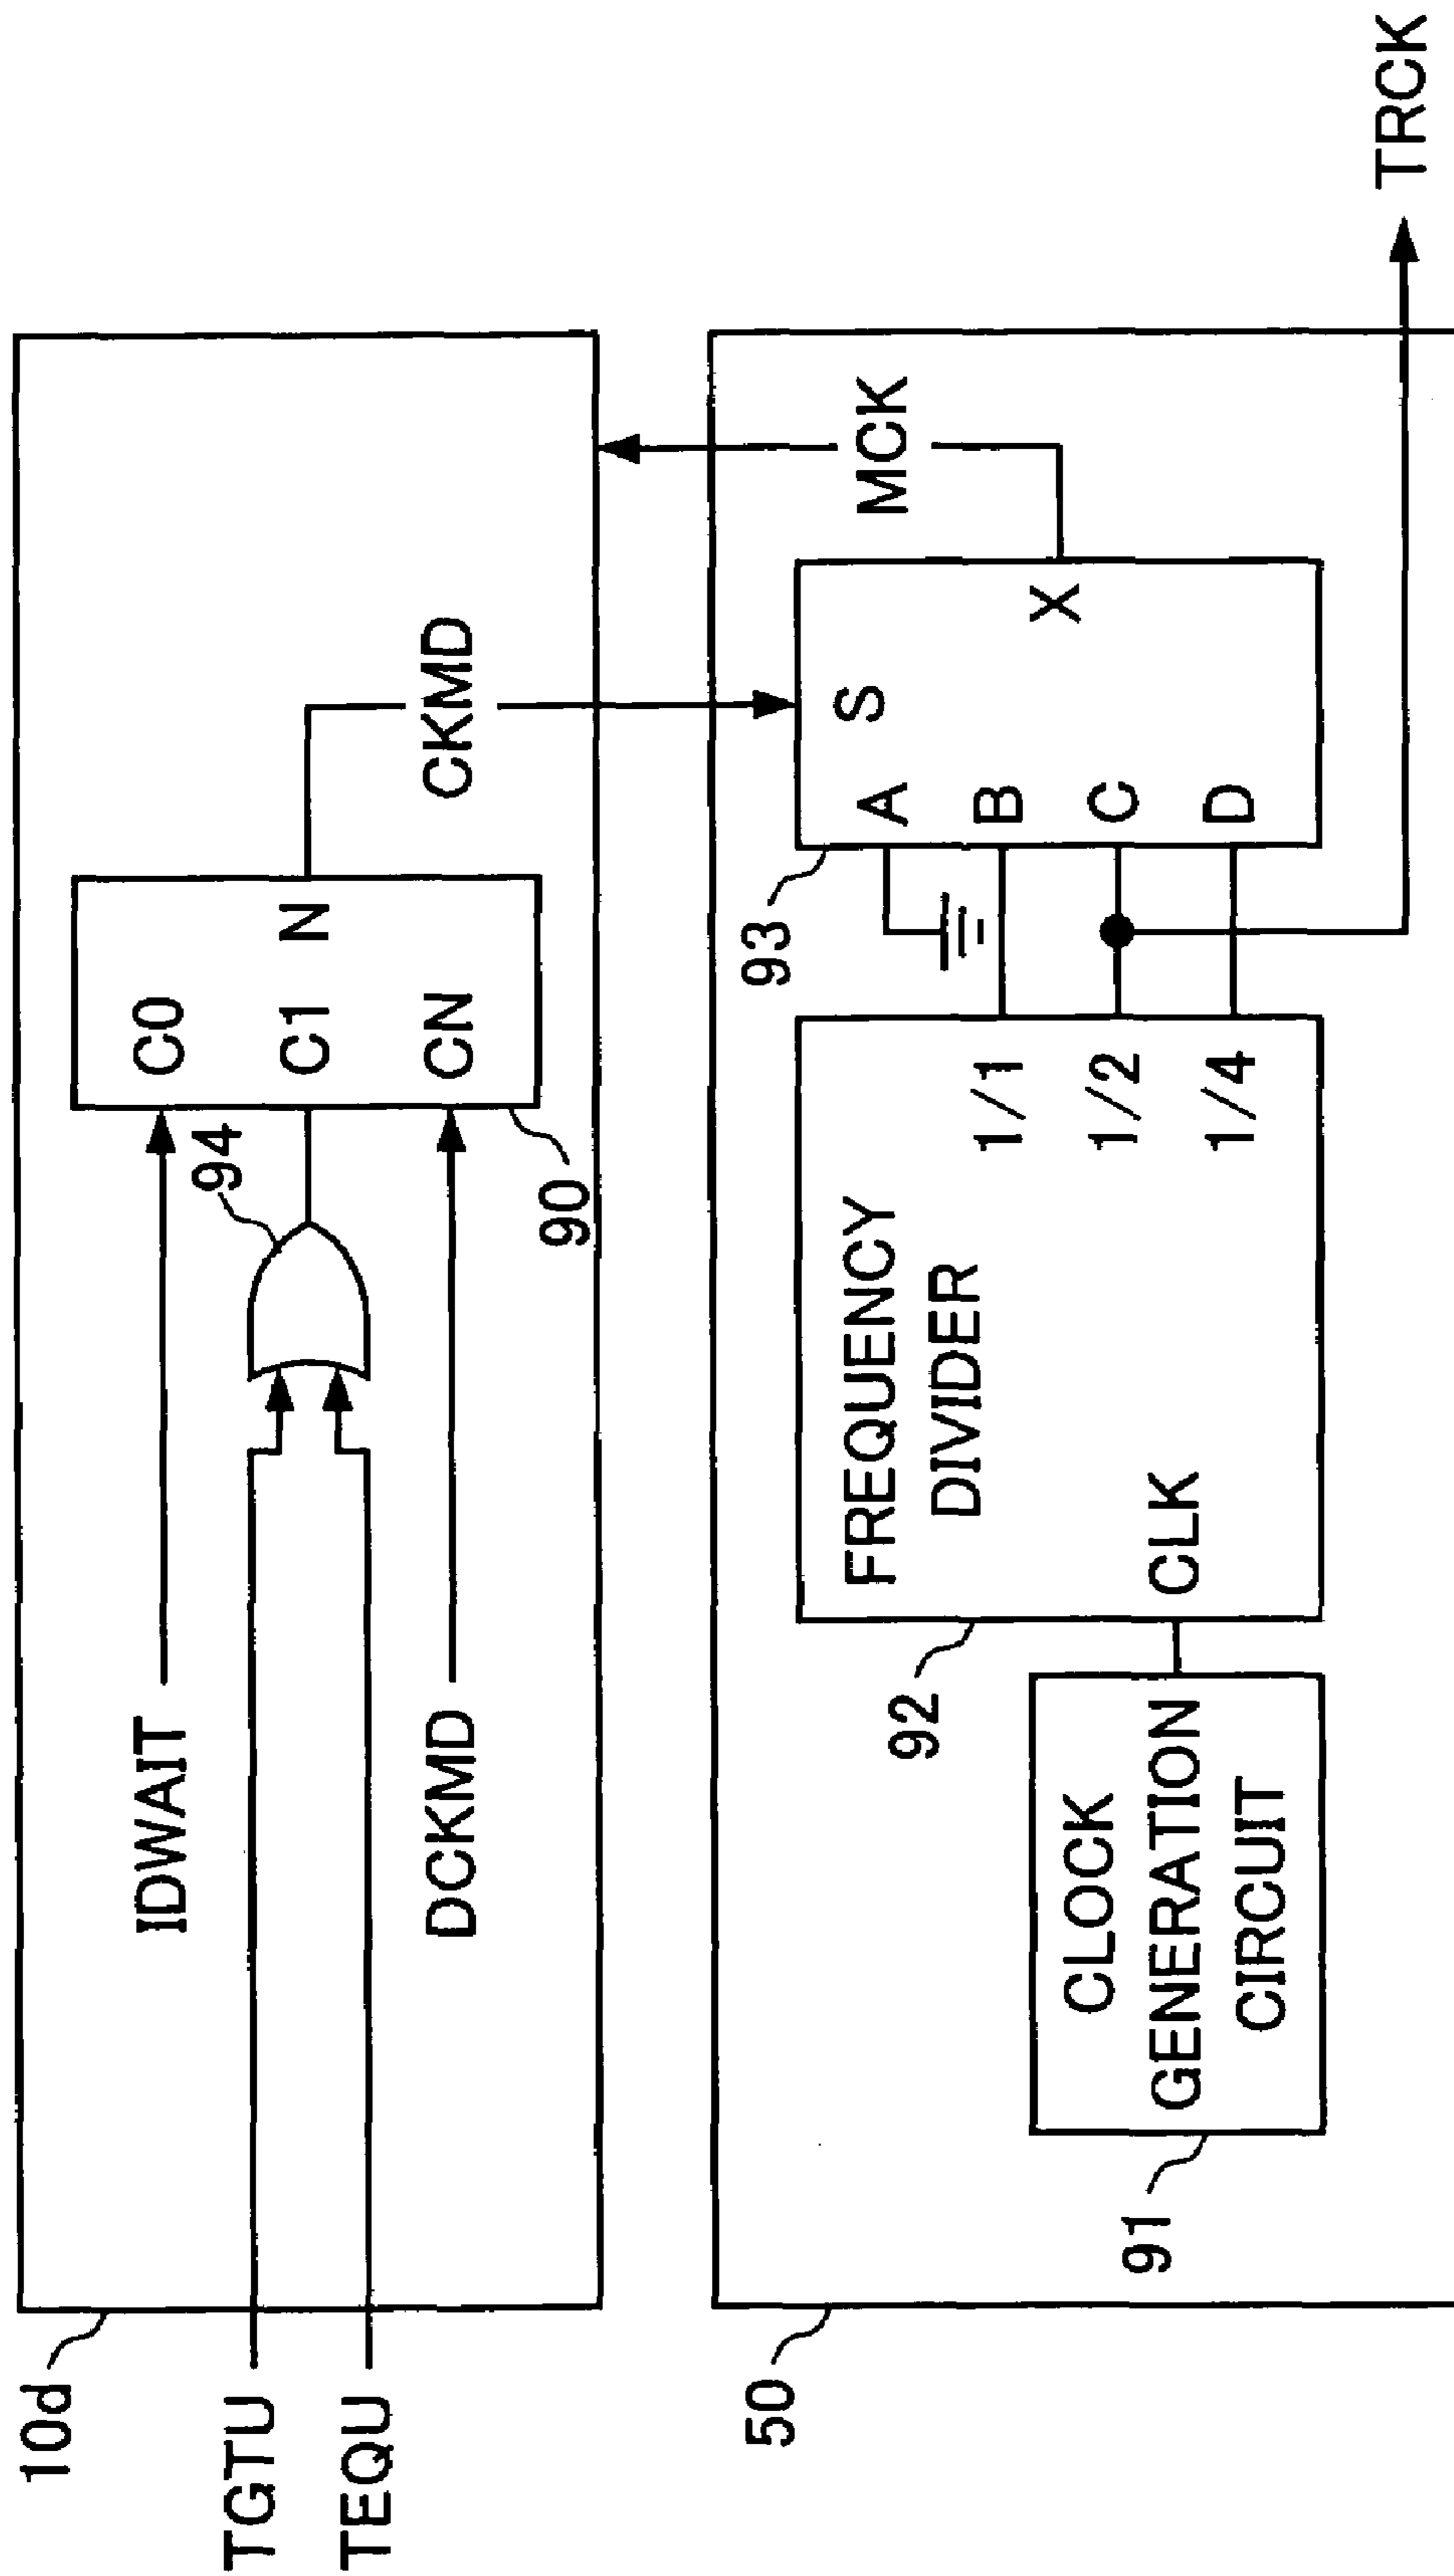 10d
TGTU
TEQU
IDWAIT
DCKMD
94
C0
C1 N
CN
90
CKMD
50
91
CLOCK
GENERATION
CIRCUIT
92
FREQUENCY
DIVIDER
CLK
1/1
1/2
1/4
93
A
B
C
D
S
X
MCK
TRCK